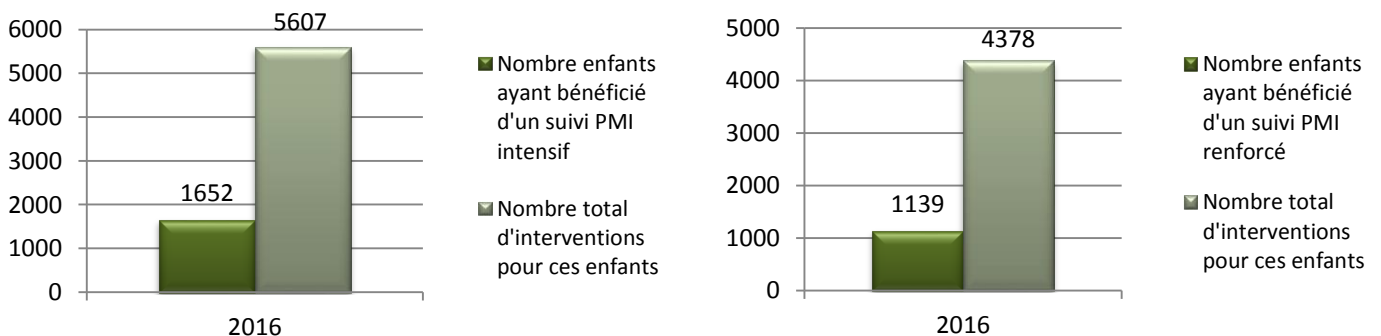 6000
5000
4000
3000
2000
1000
0
5607
1652
2016
Nombre enfants
ayant bénéficié
d'un suivi PMI
intensif
Nombre total
d'interventions
pour ces enfants
5000
4000
3000
2000
1000
0
4378
1139
2016
Nombre enfants
ayant bénéficié
d'un suivi PMI
renforcé
Nombre total
d'interventions
pour ces enfants